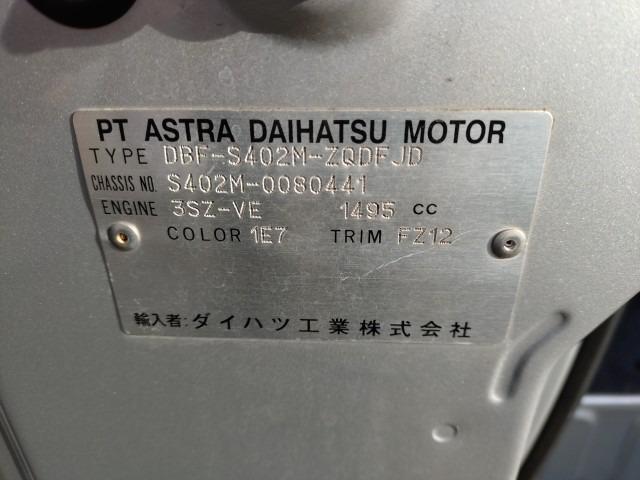 PT ASTRA DAIHATSU MOTOR
TYPE DBF-S402M-ZQDFJD
CHASSIS NO. S402M-0080441
ENGINE 3SZ-VE 1495 CC
COLOR 1E7 TRIM FZ12
輸入者:ダイハツ工業株式会社